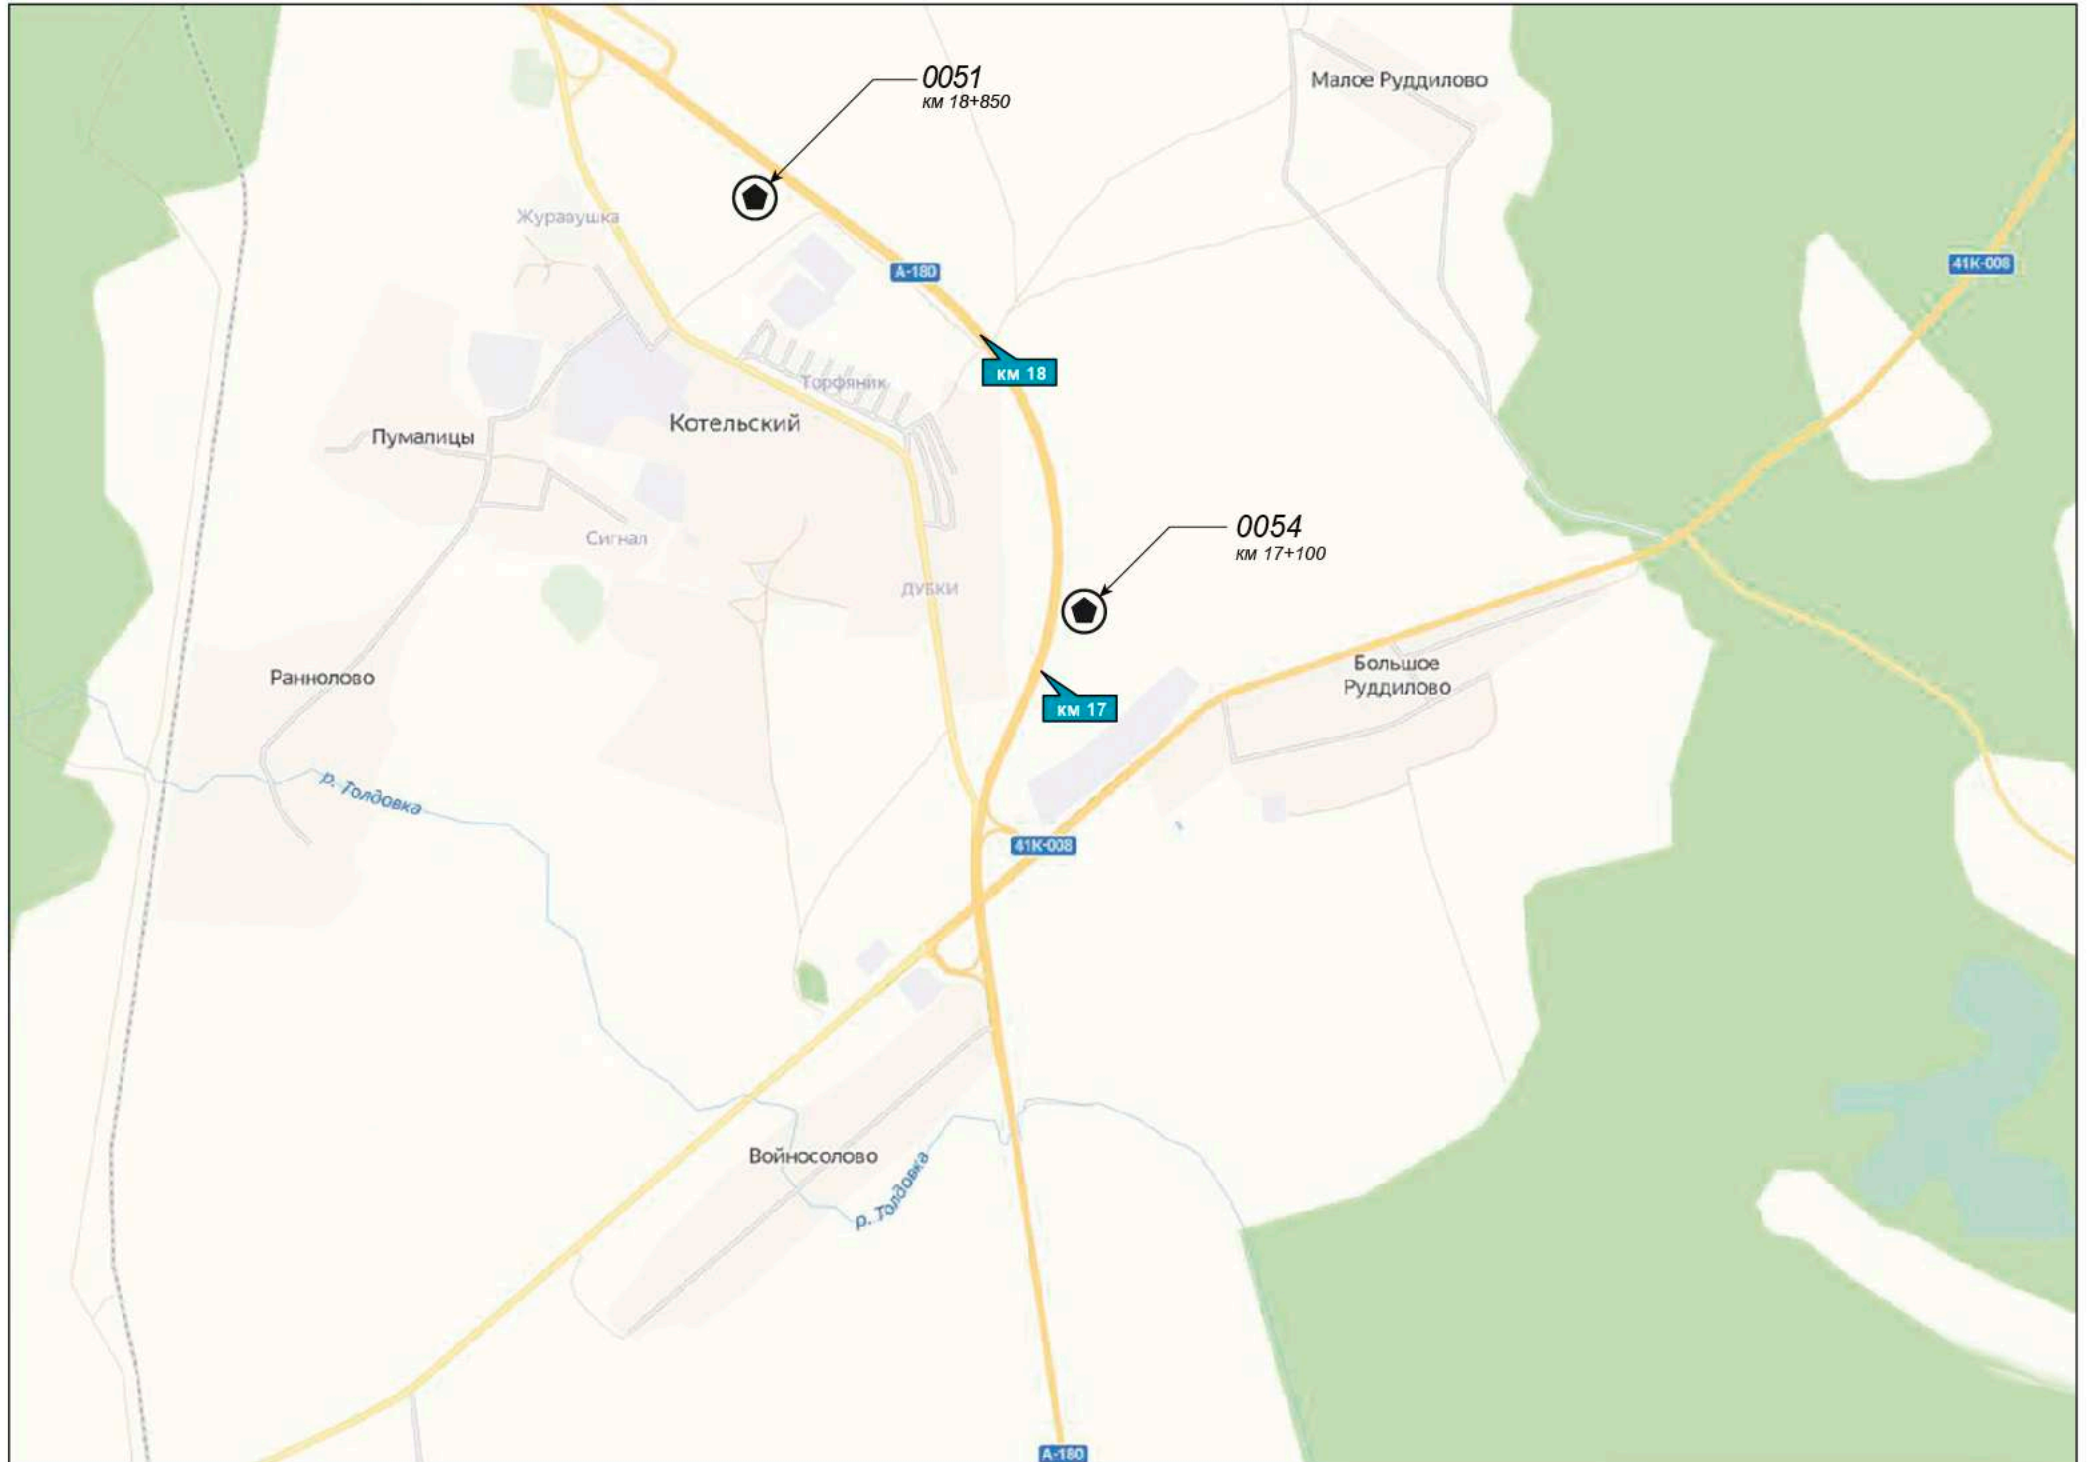 0051
км 18+850
Малое Руддилово
Журавушка
41К-008
А-180
км 18
Торфяник
Котельский
Пумалицы
0054
км 17+100
Сигнал
ДУБКИ
Большое
Руддилово
Раннолово
км 17
р. Толдовка
41К-008
Войносолово
р. Толдовка
А-180